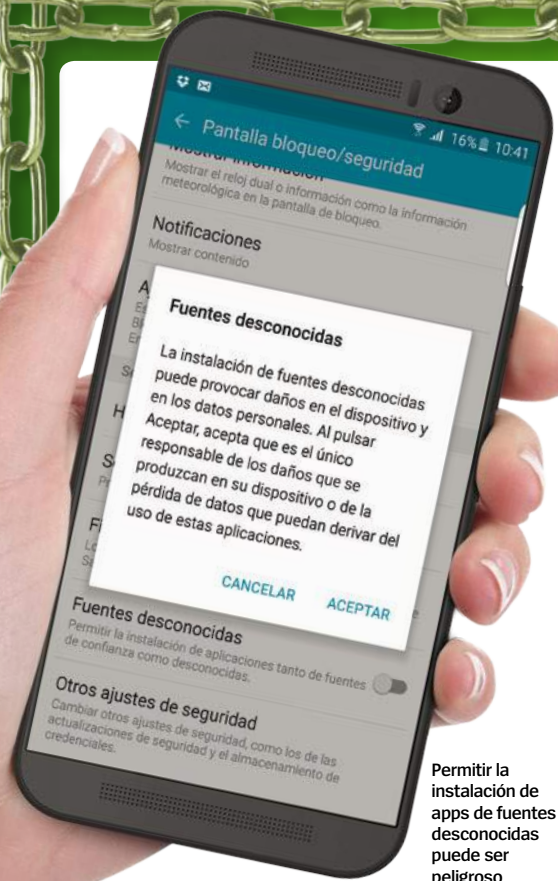 16% 10:41
Pantalla bloqueo/seguridad
Mostrar información
Mostrar el reloj dual o información como la información
meteorológica en la pantalla de bloqueo.
Notificaciones
Mostrar contenido
Fuentes desconocidas
La instalación de fuentes desconocidas
puede provocar daños en el dispositivo y
en los datos personales. Al pulsar
Aceptar, acepta que es el único
responsable de los daños que se
produzcan en su dispositivo o de la
pérdida de datos que puedan derivar del
uso de estas aplicaciones.
CANCELAR ACEPTAR
Fuentes desconocidas
Permitir la instalación de aplicaciones tanto de fuentes
de confianza como desconocidas.
Otros ajustes de seguridad
Cambiar otros ajustes de seguridad, como los de las
actualizaciones de seguridad y el almacenamiento de
credenciales.
Permitir la
instalación de
apps de fuentes
desconocidas
puede ser
peligroso